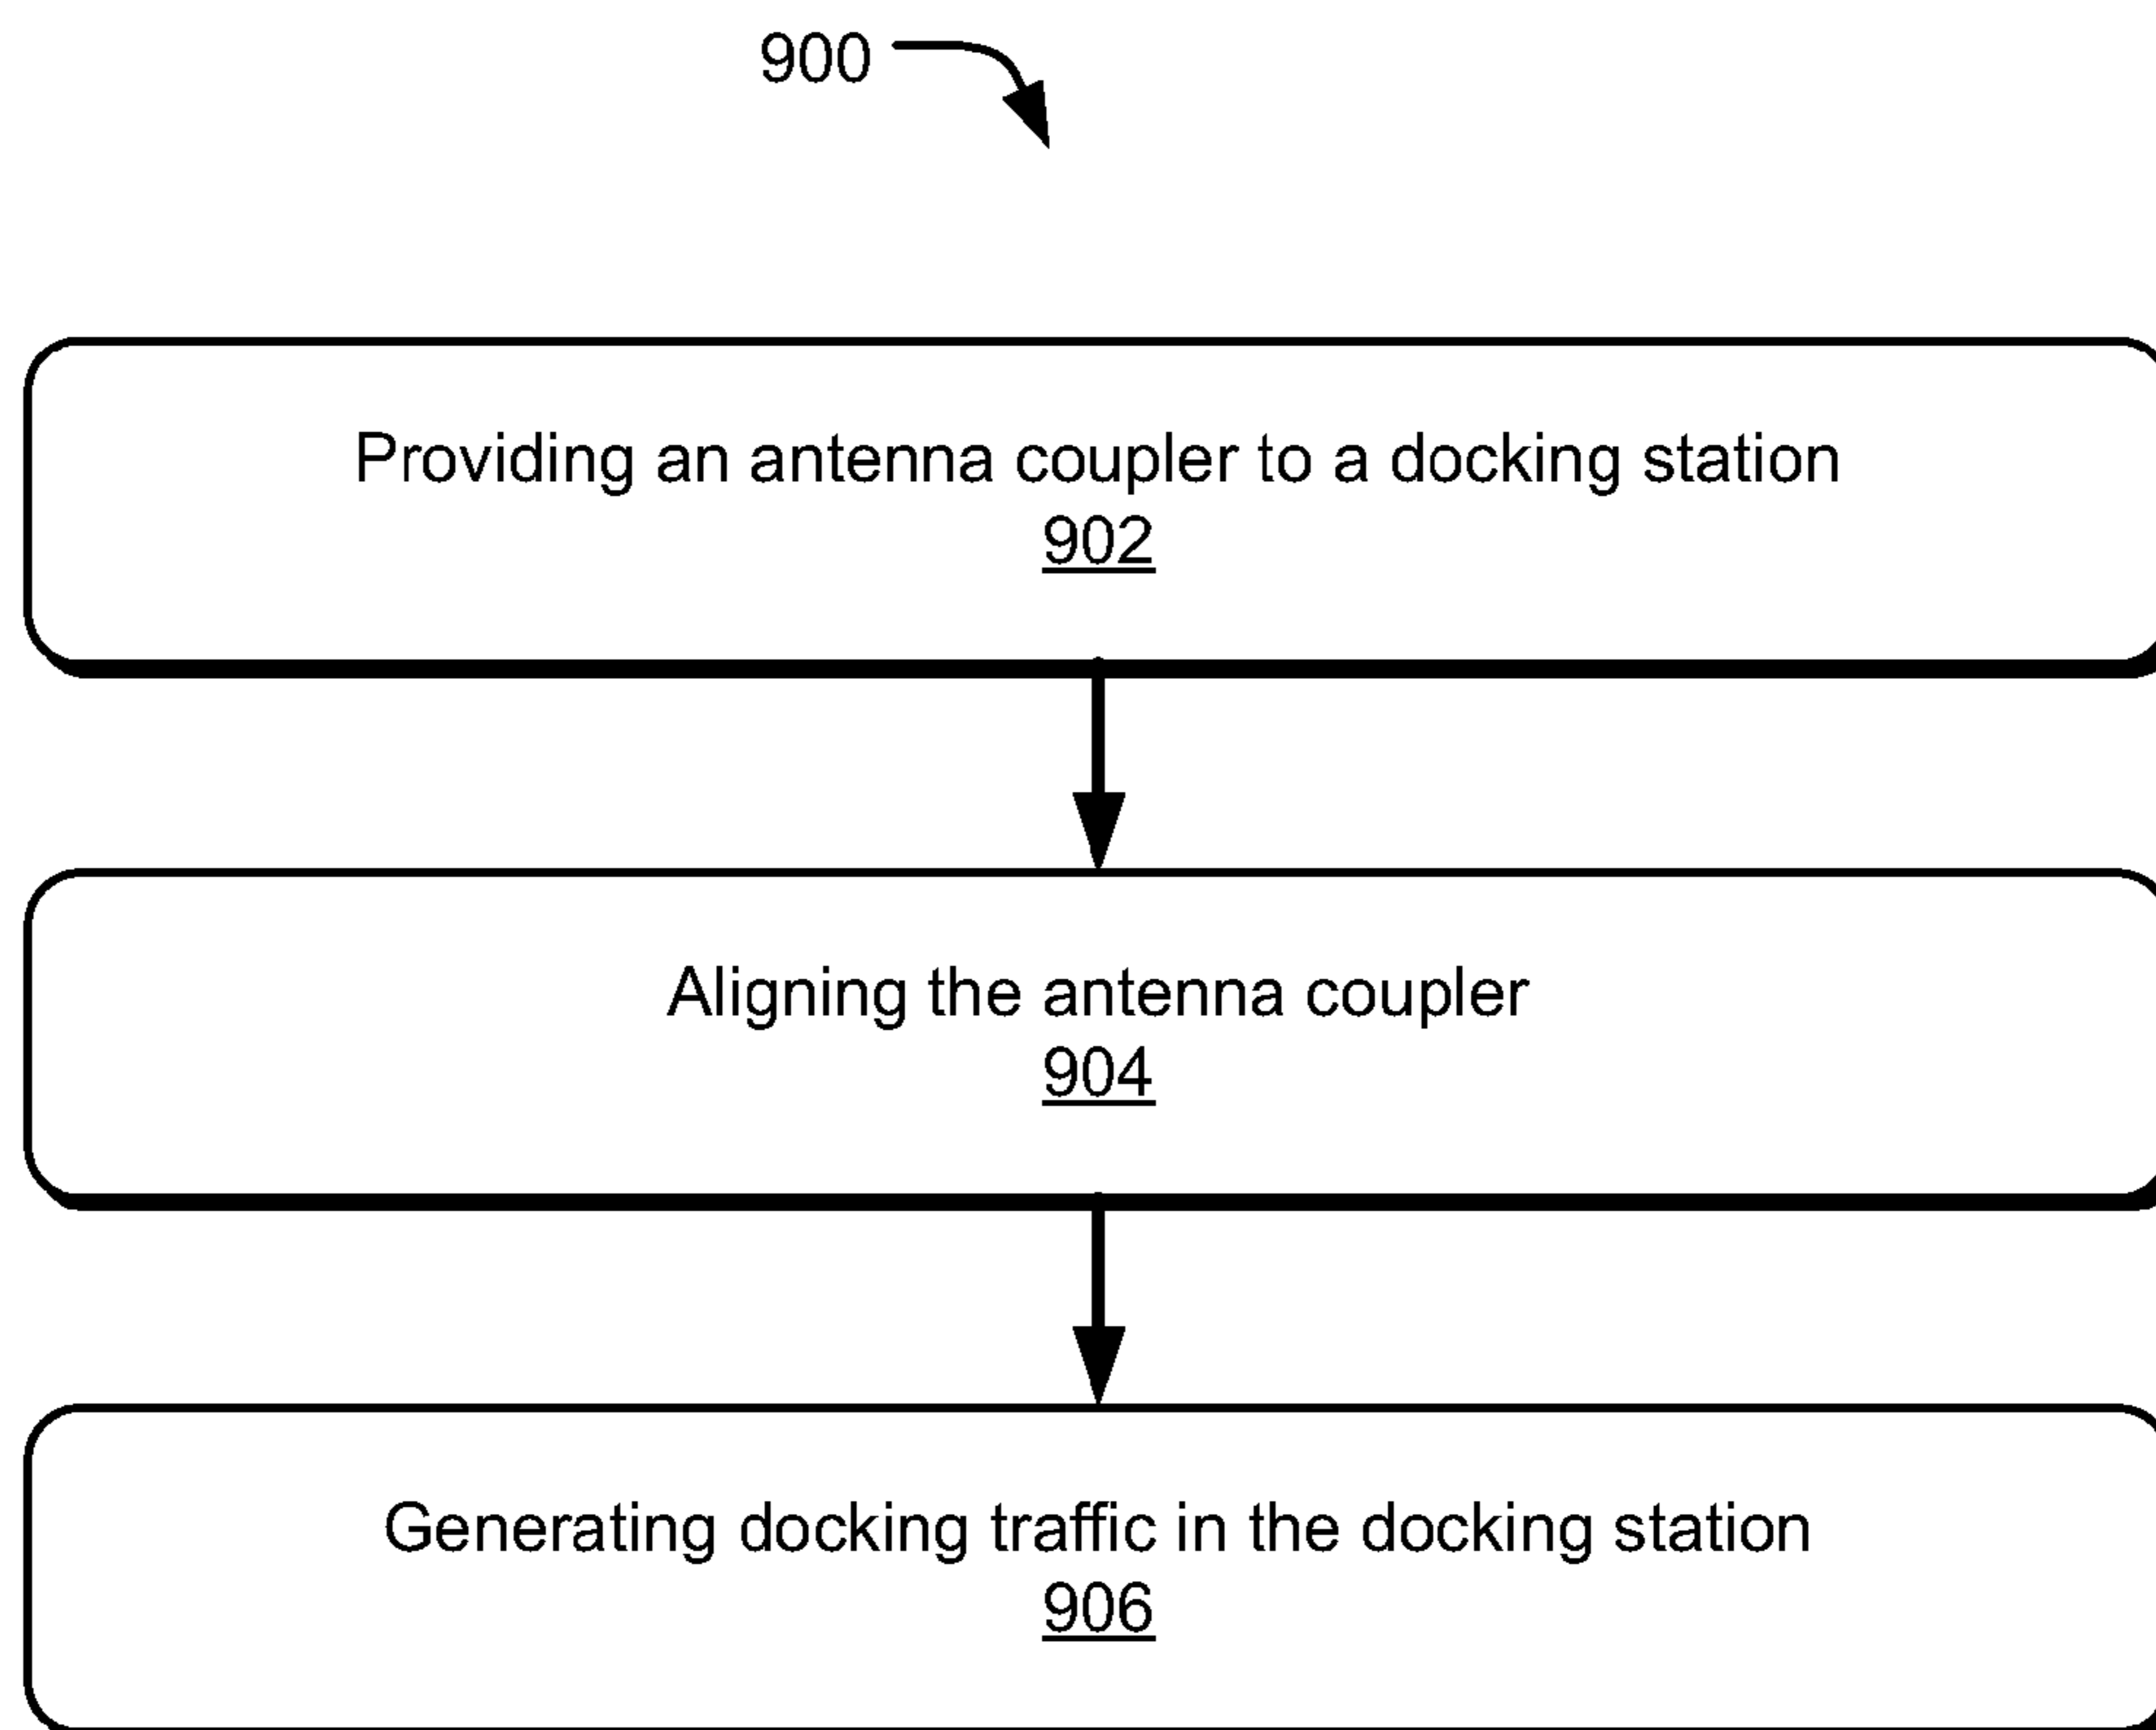 900
Providing an antenna coupler to a docking station
902
Aligning the antenna coupler
904
Generating docking traffic in the docking station
906